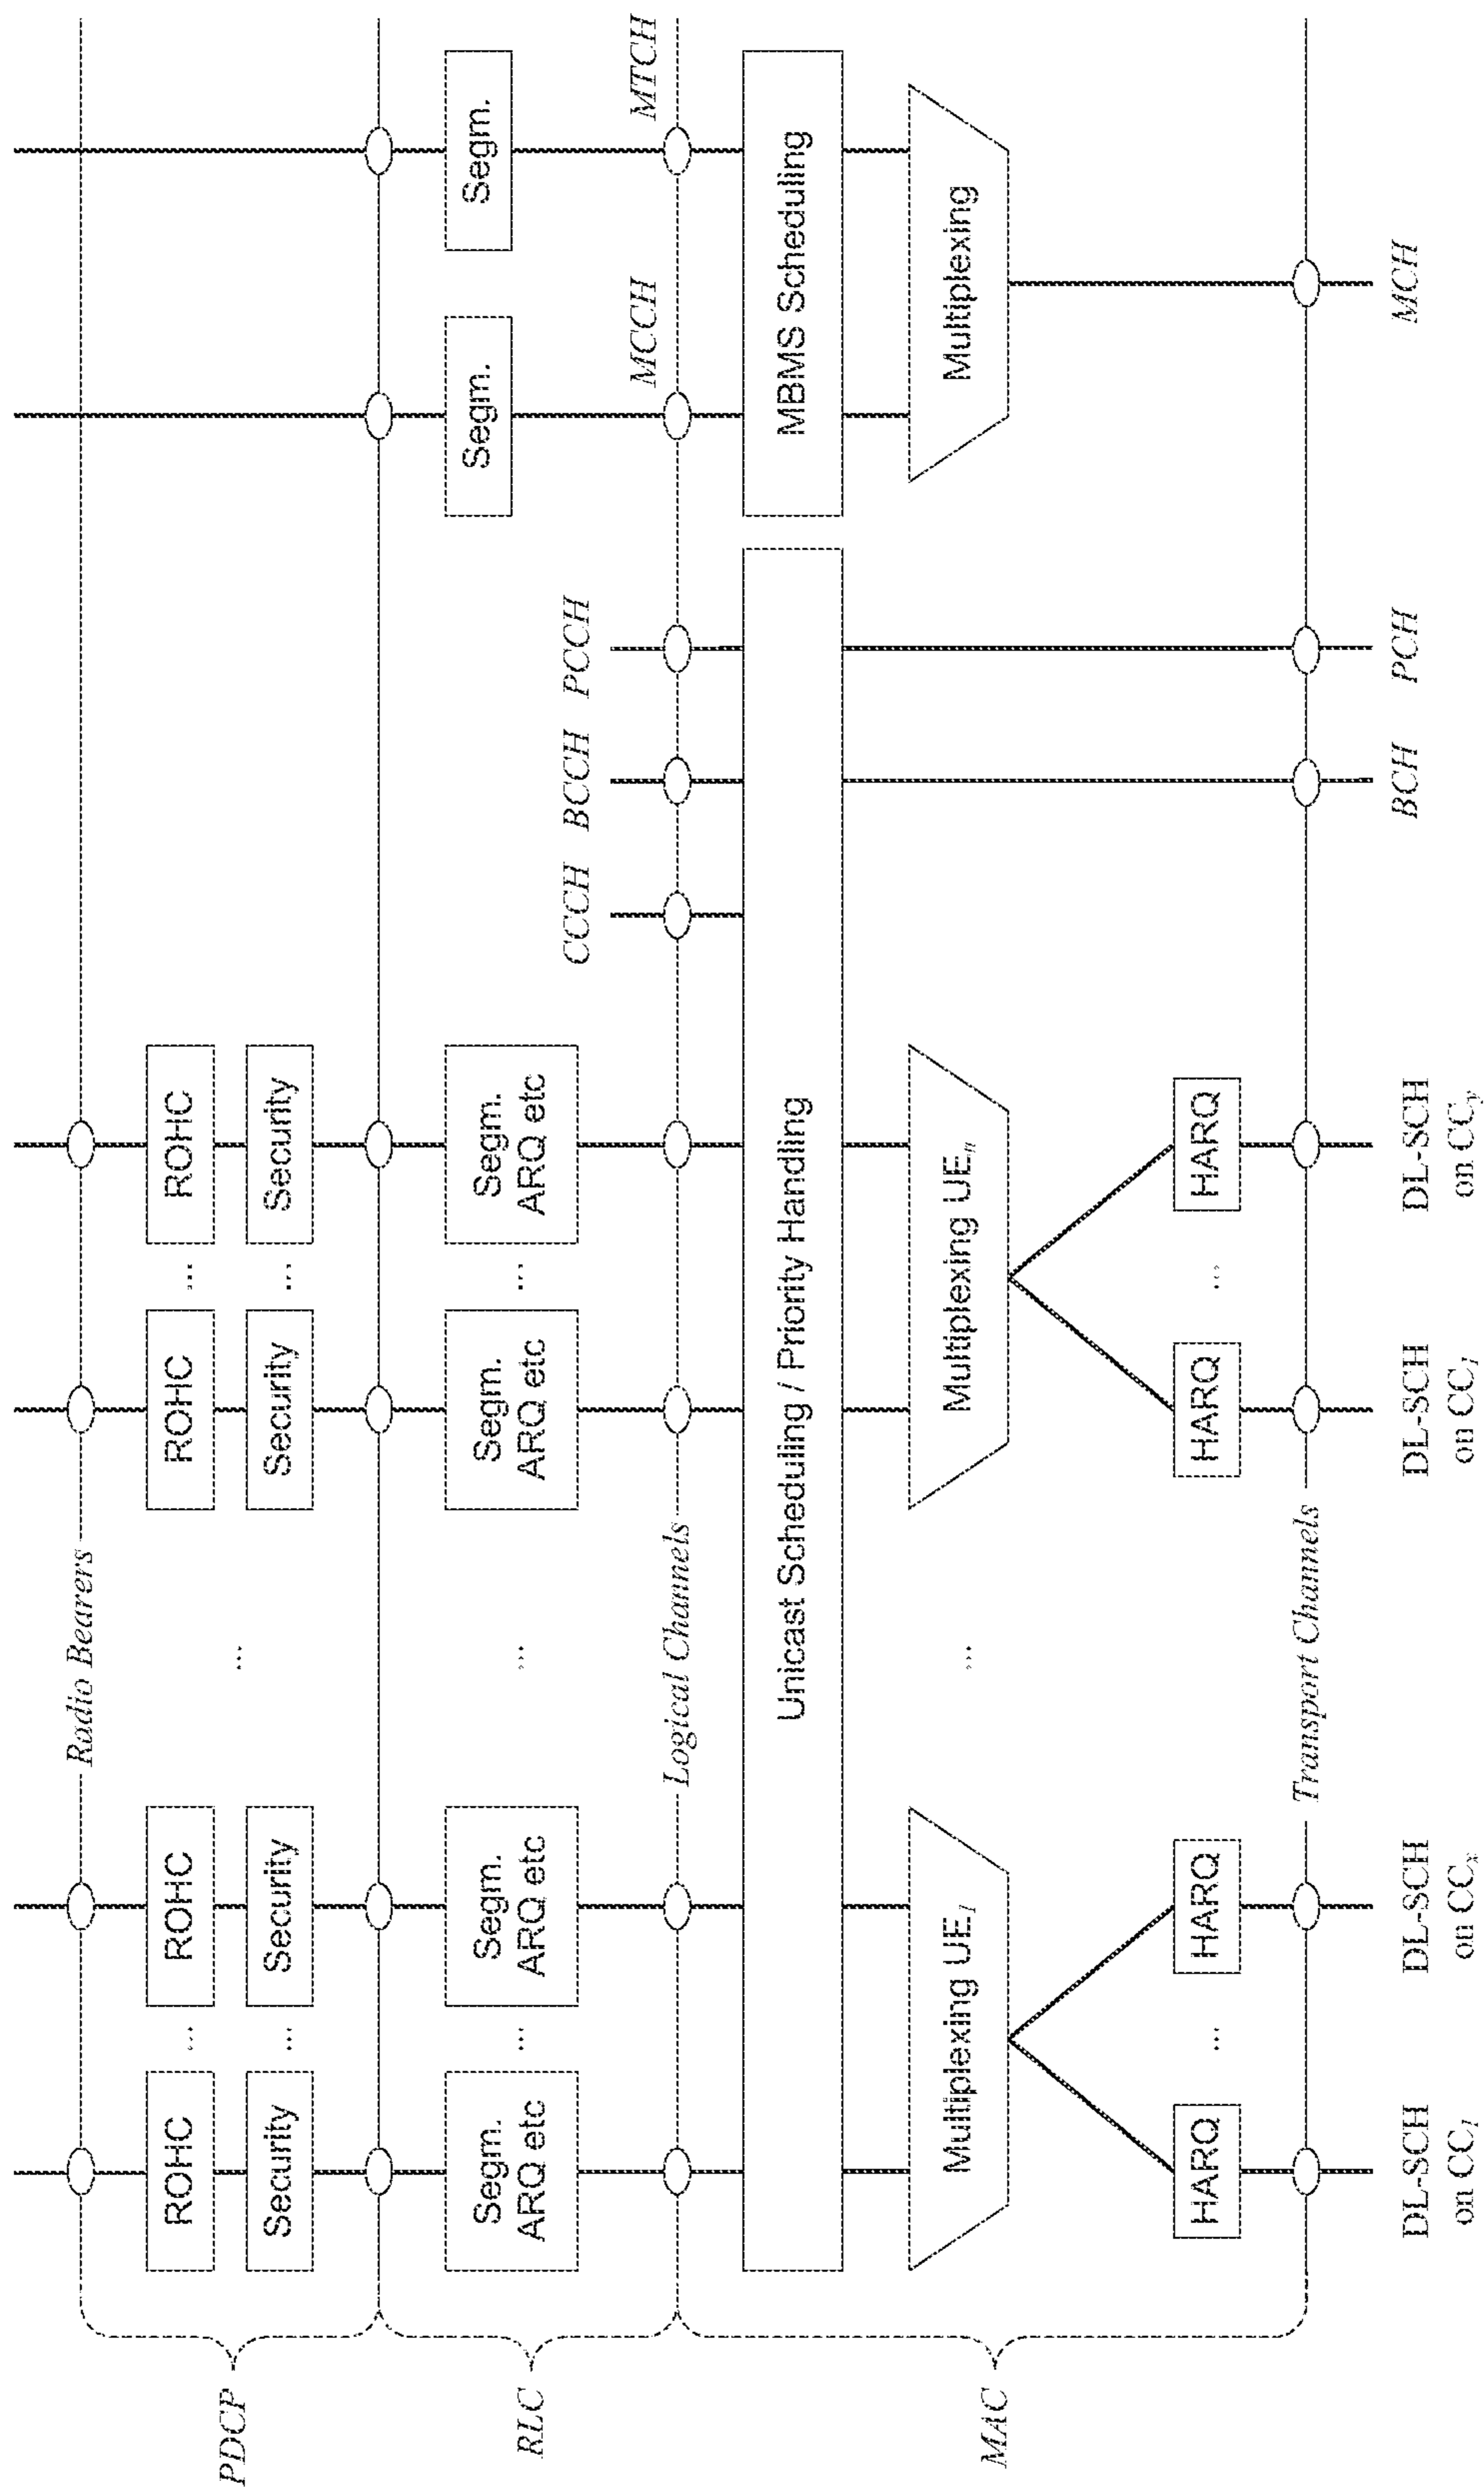 Radio Bearers
PDCP
ROHC
...
ROHC
...
ROHC
...
ROHC
Security
...
Security
Security
...
Security
RLC
Segm.
ARQ etc
...
Segm.
ARQ etc
...
Segm.
ARQ etc
...
Segm.
ARQ etc
Segm.
Segm.
CCCH
BCCH
PCCH
MCCH
MTCH
Logical Channels
MAC
Unicast Scheduling / Priority Handling
MBMS Scheduling
Multiplexing UE1
...
Multiplexing UEn
Multiplexing
HARQ
...
HARQ
HARQ
...
HARQ
Transport Channels
DL-SCH
on CC1
DL-SCH
on CCx
DL-SCH
on CC1
DL-SCH
on CCy
BCH
PCH
MCH